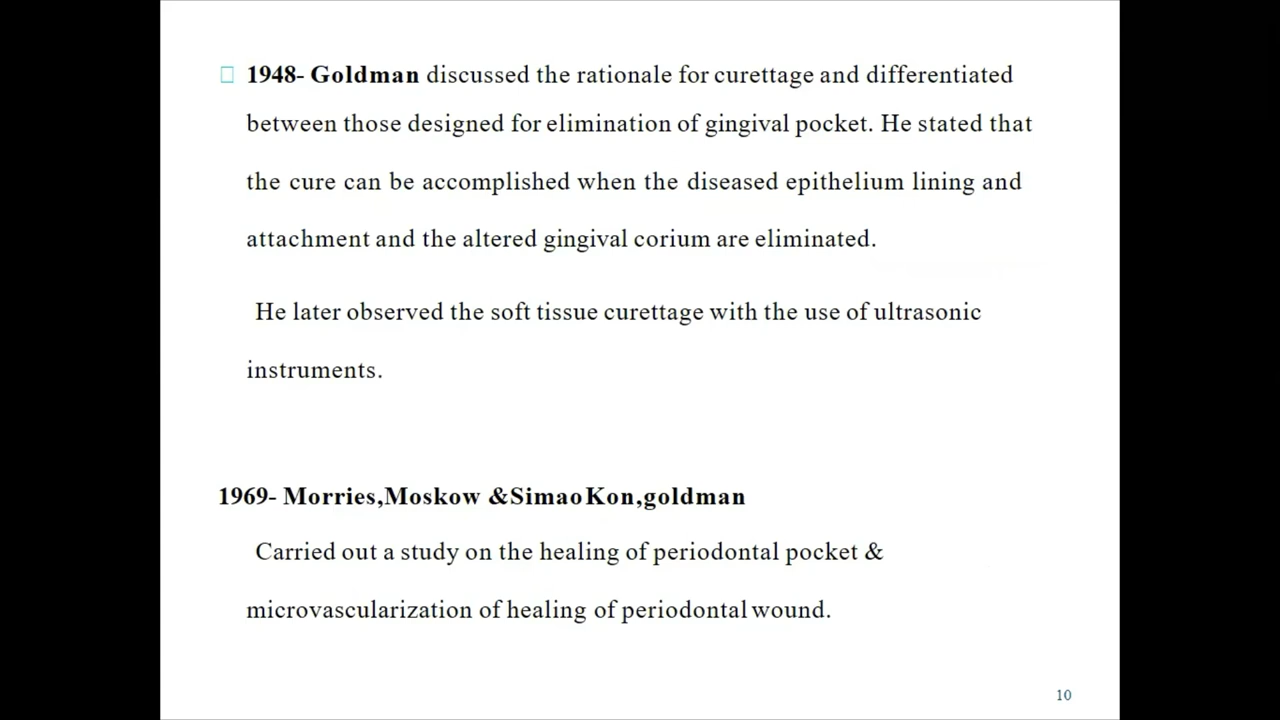 1948- Goldman discussed the rationale for curettage and differentiated
between those designed for elimination of gingival pocket. He stated that
the cure can be accomplished when the diseased epithelium lining and
attachment and the altered gingival corium are eliminated.
He later observed the soft tissue curettage with the use of ultrasonic
instruments.
1969- Morries,Moskow &Simao Kon,goldman
Carried out a study on the healing of periodontal pocket &
microvascularization of healing of periodontal wound.
10